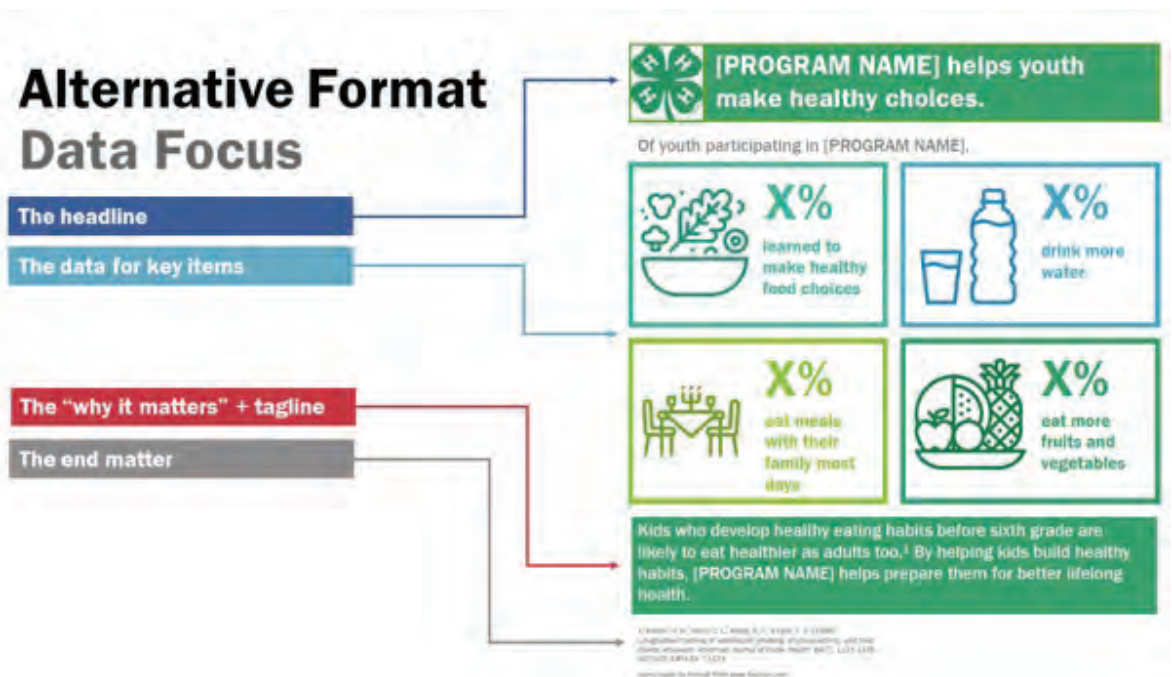 Alternative Format
Data Focus
The headline
The data for key items
The “why it matters” + tagline
The end matter
H H
H H
[PROGRAM NAME] helps youth
make healthy choices.
Of youth participating in [PROGRAM NAME],
X%
learned to
make healthy
food choices
X%
drink more
water
X%
eat meals
with their
family most
days
X%
eat more
fruits and
vegetables
Kids who develop healthy eating habits before sixth grade are
likely to eat healthier as adults too.¹ By helping kids build healthy
habits, [PROGRAM NAME] helps prepare them for better lifelong
health.